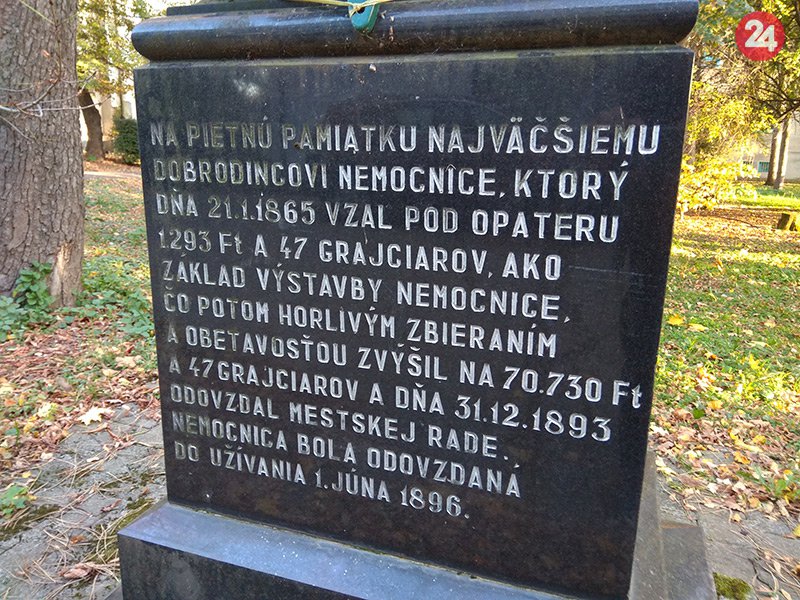 24
NA PIETNÚ PAMIATKU NAJVÄČŠIEMU
DOBRODINCOVI NEMOCNICE, KTORÝ
DŇA 21.1.1865 VZAL POD OPATERU
1.293 Ft A 47 GRAJCIAROV, AKO
ZÁKLAD VÝSTAVBY NEMOCNICE,
ČO POTOM HORLIVÝM ZBIERANÍM
A OBETAVOSŤOU ZVÝŠIL NA 70.730 Ft
A 47 GRAJCIAROV A DŇA 31.12.1893
ODOVZDAL MESTSKEJ RADE.
NEMOCNICA BOLA ODOVZDANÁ
DO UŽÍVANIA 1. JÚNA 1896.